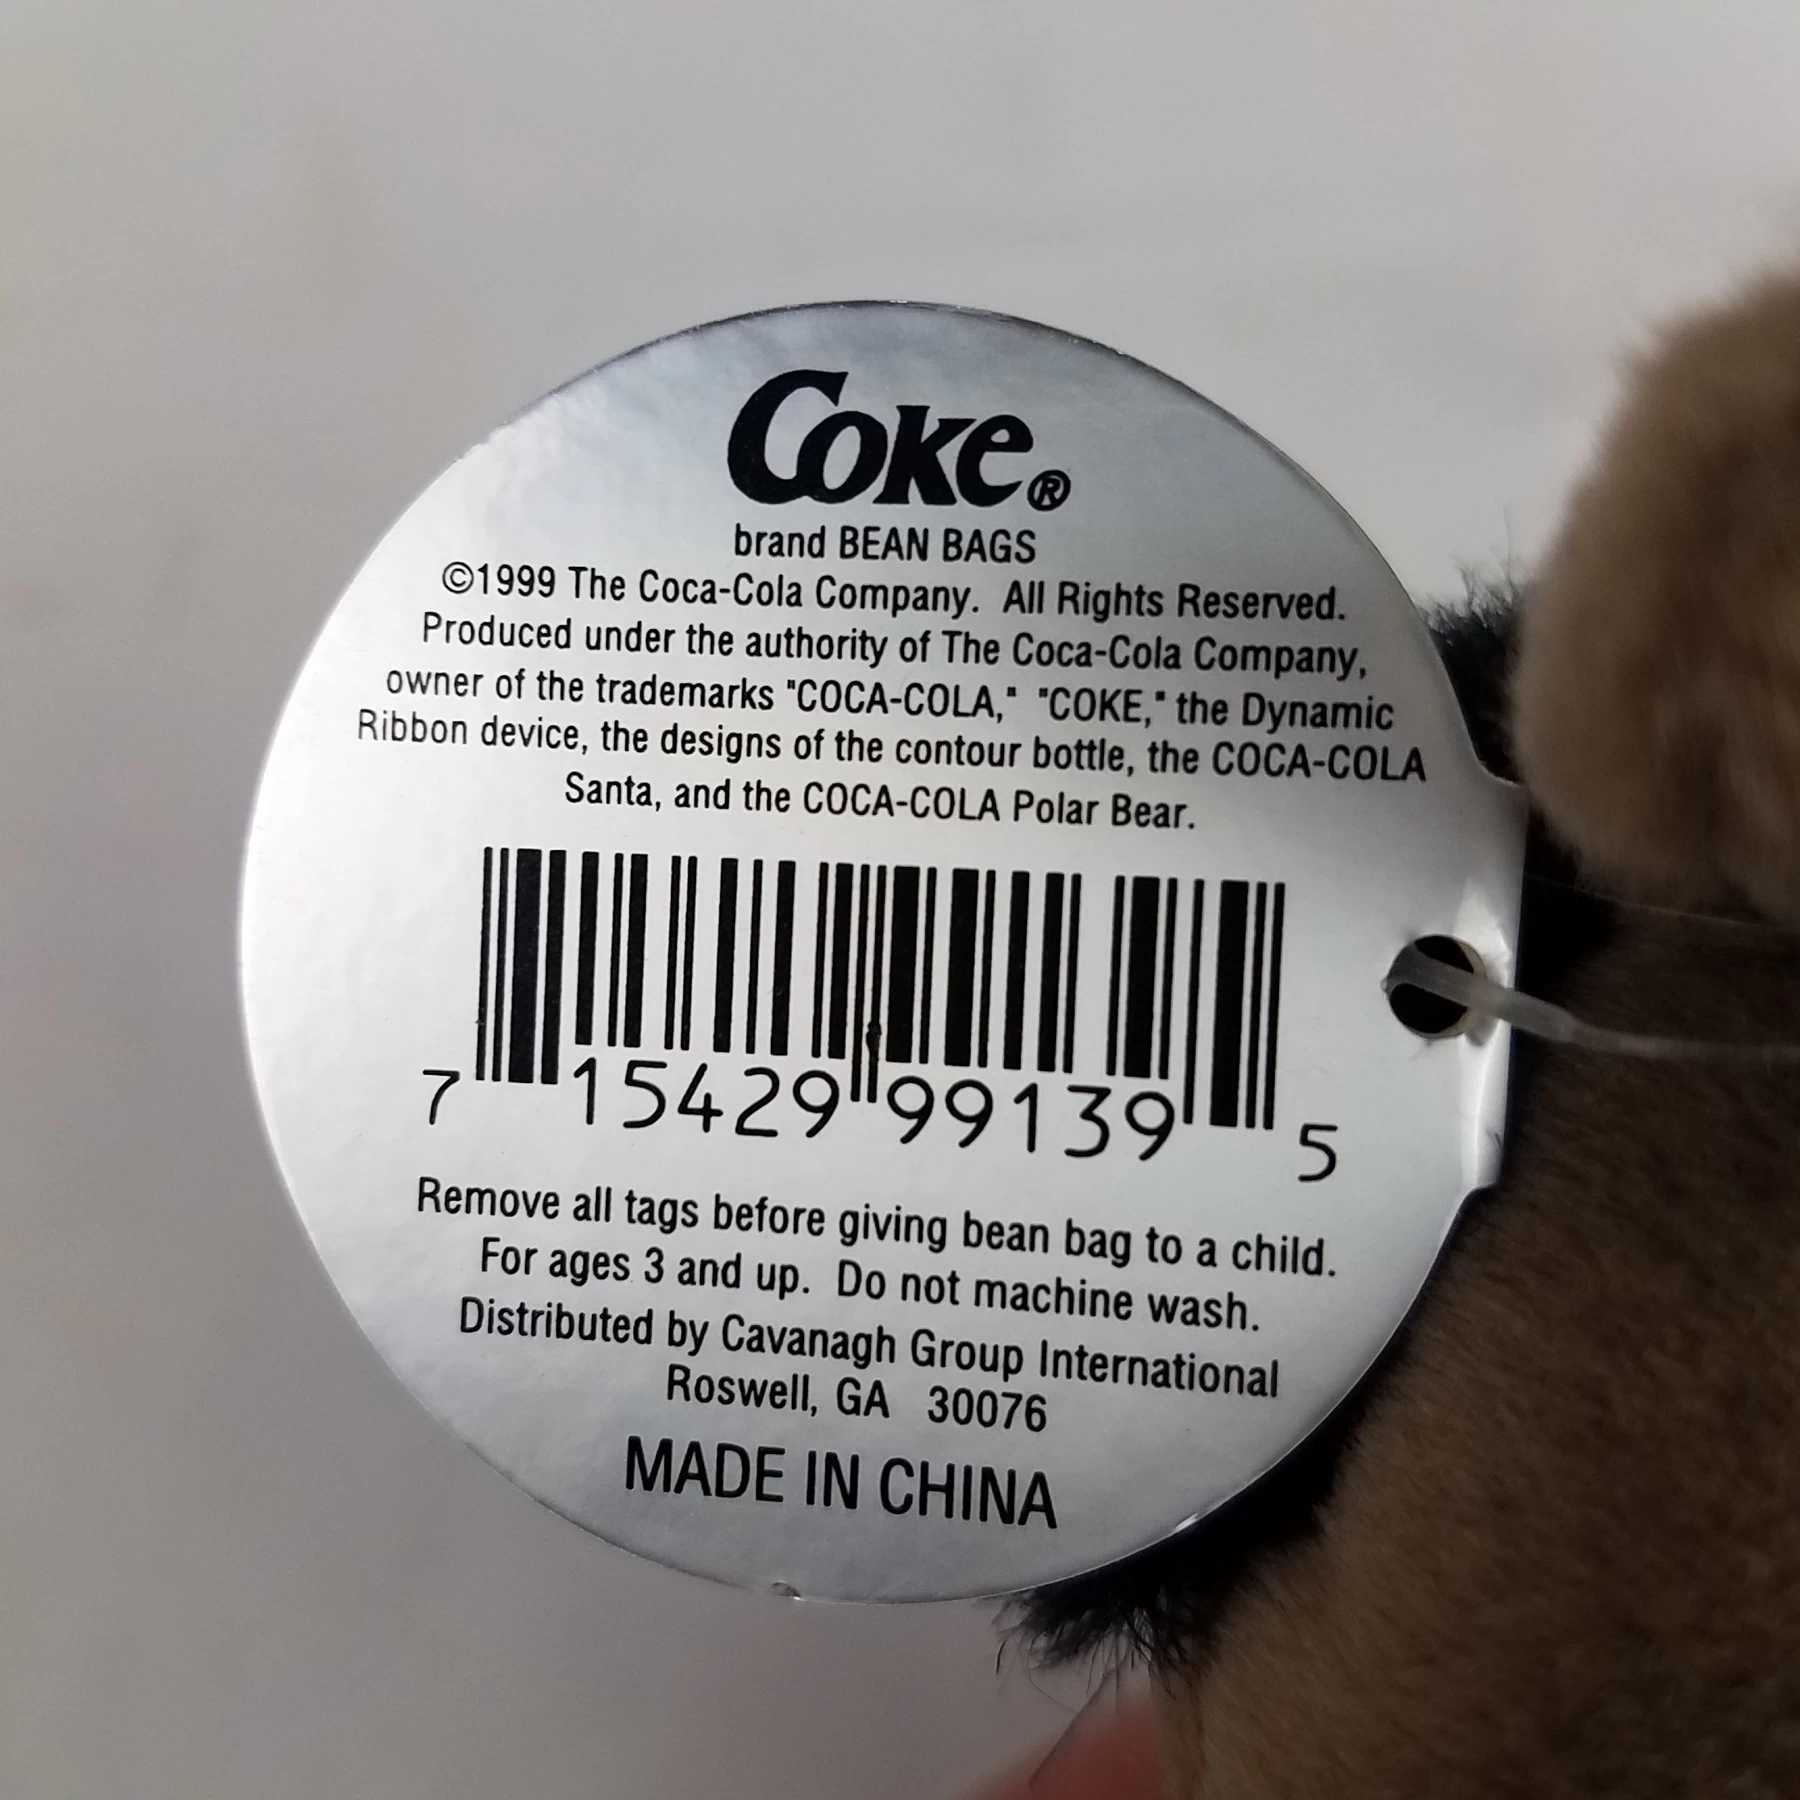 Coke®
brand BEAN BAGS
©1999 The Coca-Cola Company. All Rights Reserved.
Produced under the authority of The Coca-Cola Company,
owner of the trademarks "COCA-COLA," "COKE," the Dynamic
Ribbon device, the designs of the contour bottle, the COCA-COLA
Santa, and the COCA-COLA Polar Bear.
7 15429 99139 5
Remove all tags before giving bean bag to a child.
For ages 3 and up. Do not machine wash.
Distributed by Cavanagh Group International
Roswell, GA 30076
MADE IN CHINA